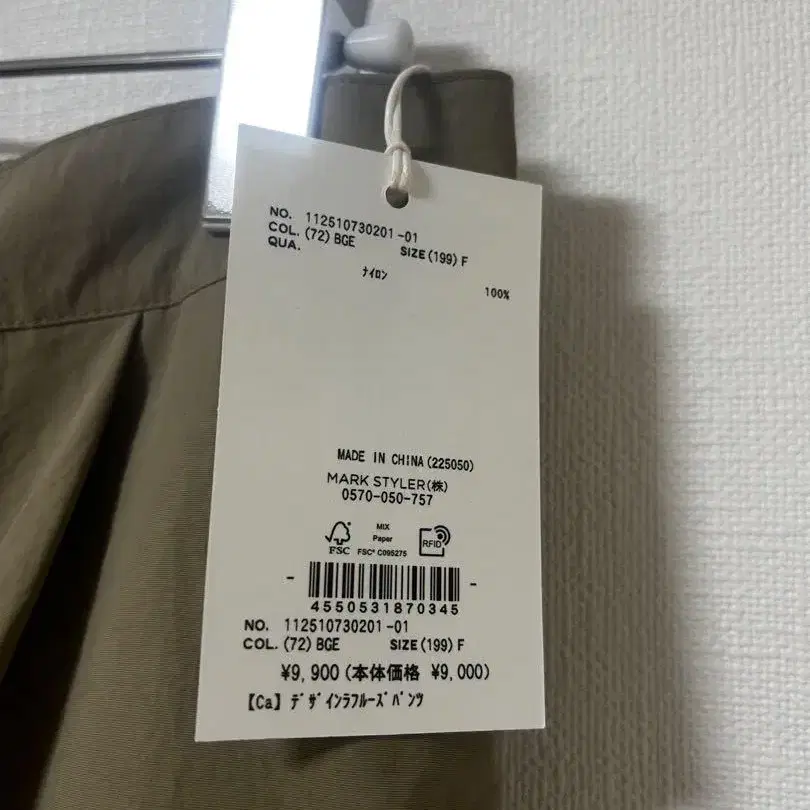 NO. 112510730201-01
COL. (72) BGE SIZE (199) F
QUA.
ﾅｲﾛﾝ 100%
MADE IN CHINA (225050)
MARK STYLER(株)
0570-050-757
FSC
MIX
Paper
FSC® C095275
RFID
4550531870345
NO. 112510730201-01
COL. (72) BGE SIZE (199) F
¥9,900 (本体価格 ¥9,000)
【Ca】ﾃﾞｻﾞｲﾝﾗﾌﾙｰｽﾞﾊﾟﾝﾂ